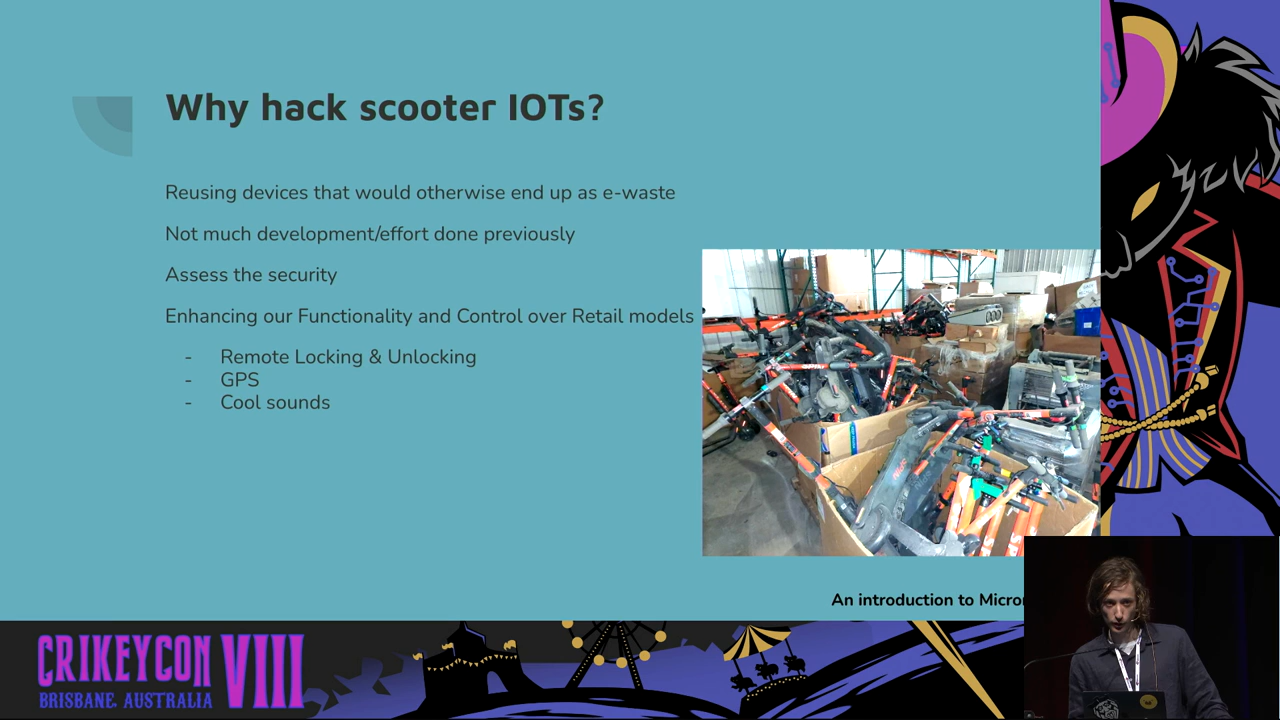 Why hack scooter IOTs?
Reusing devices that would otherwise end up as e-waste
Not much development/effort done previously
Assess the security
Enhancing our Functionality and Control over Retail models
- Remote Locking & Unlocking
- GPS
- Cool sounds
An introduction to
CRIKEYCON VIII
BRISBANE, AUSTRALIA